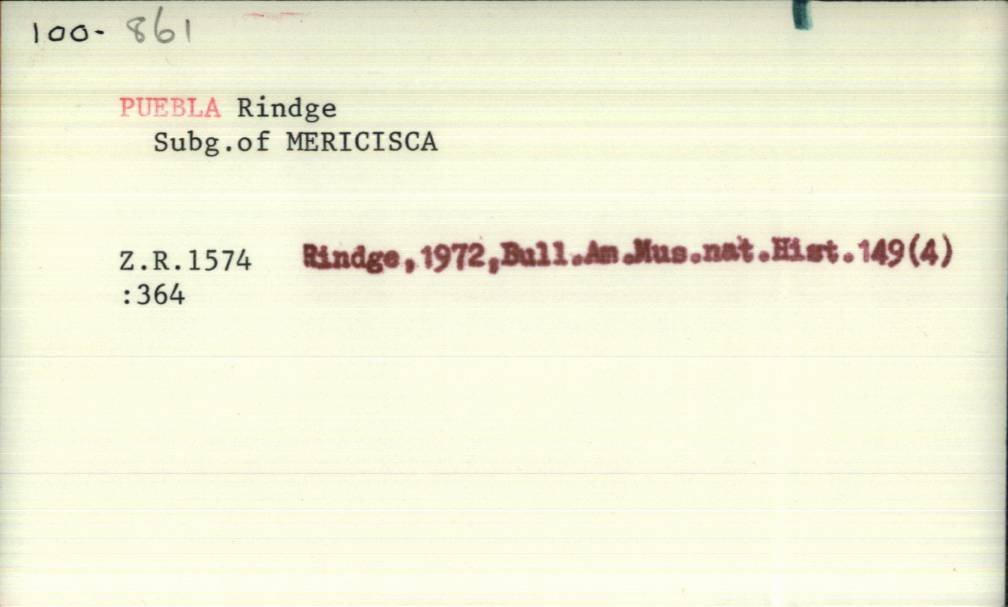 100- 861
PUEBLA Rindge
Subg.of MERICISCA
Z.R.1574 Rindge,1972,Bull.Am.Mus.nat.Hist.149(4)
:364